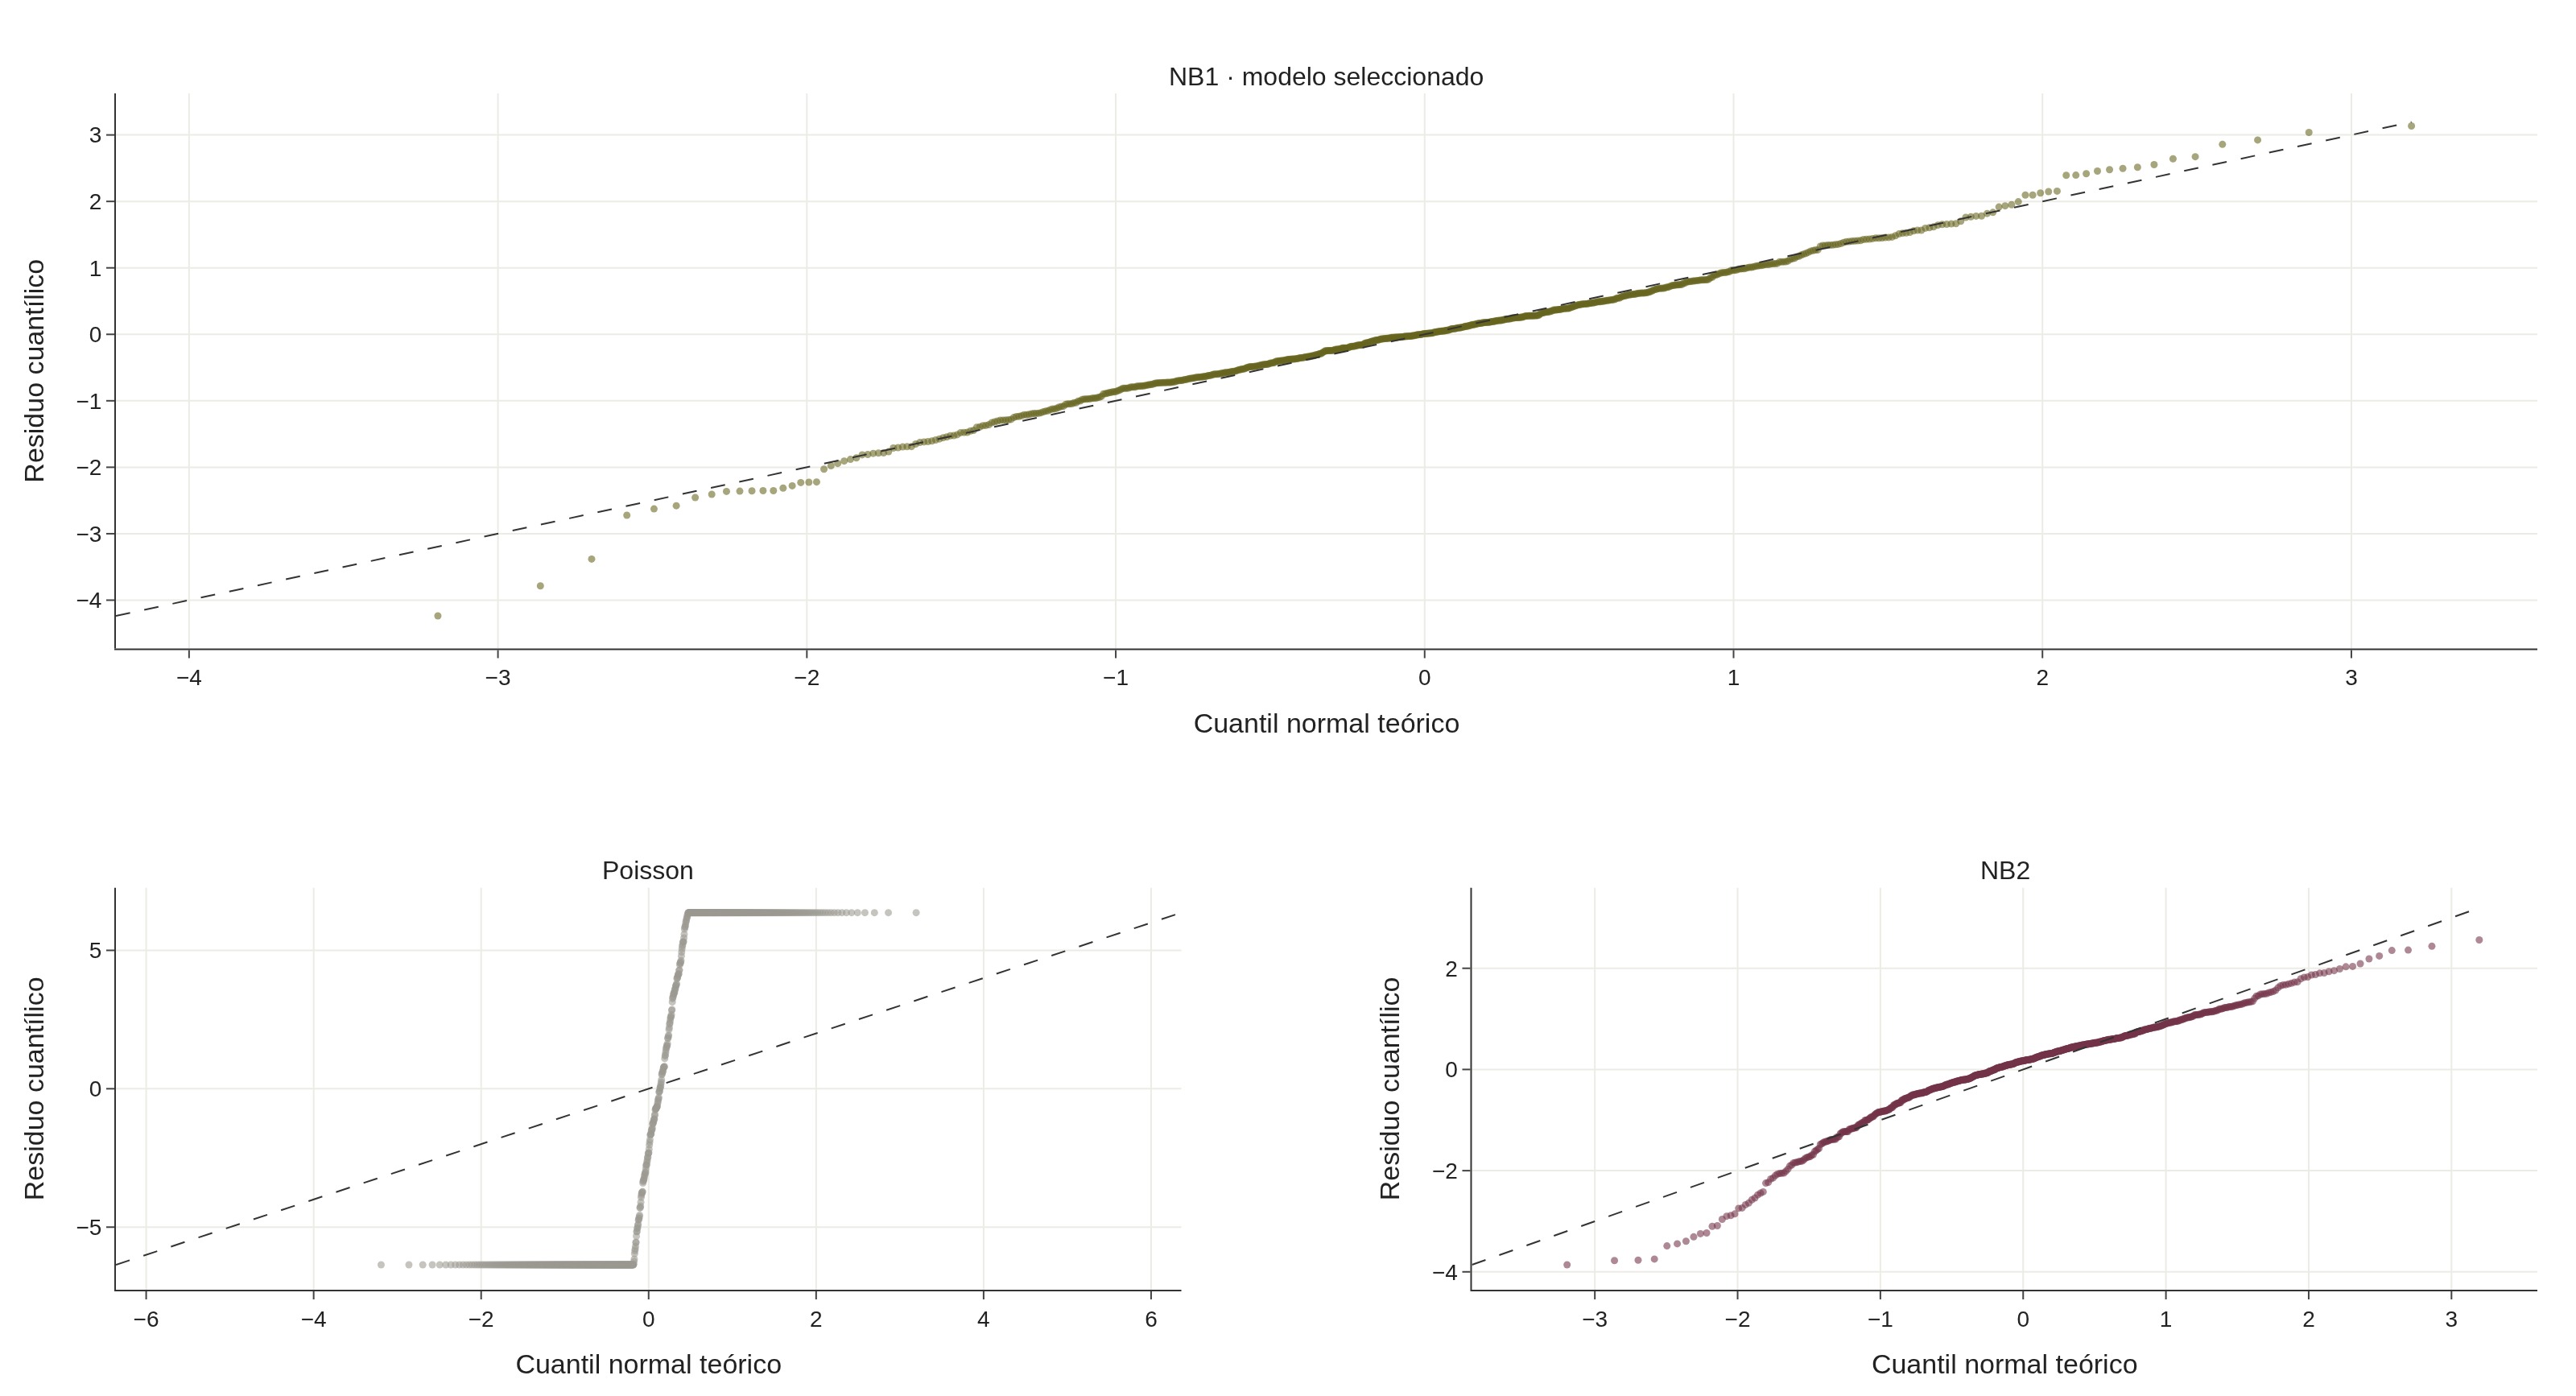 NB1 · modelo seleccionado
3
2
1
0
−1
−2
−3
−4
Residuo cuantílico
−4 −3 −2 −1 0 1 2 3
Cuantil normal teórico
Poisson
5
0
−5
Residuo cuantílico
−6 −4 −2 0 2 4 6
Cuantil normal teórico
NB2
2
0
−2
−4
Residuo cuantílico
−3 −2 −1 0 1 2 3
Cuantil normal teórico